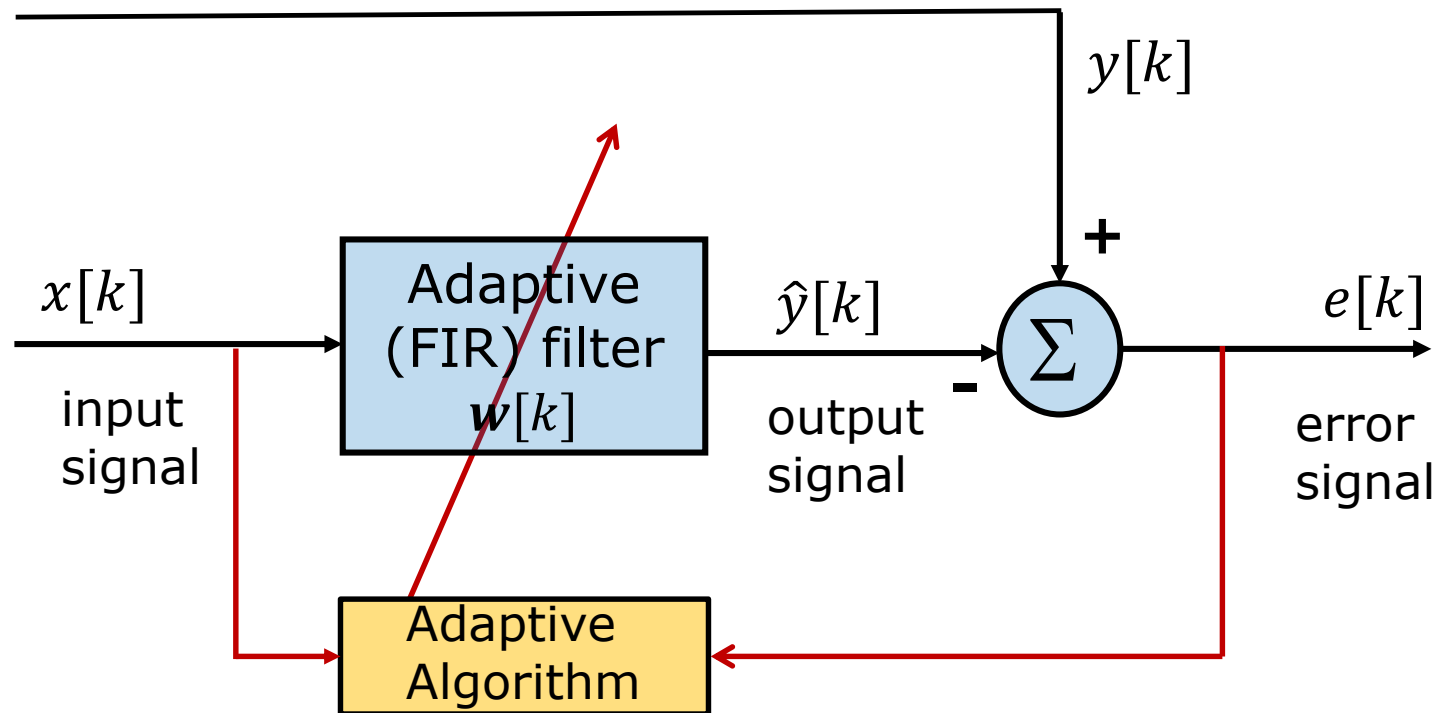 y[k]
+
x[k]
Adaptive
(FIR) filter
w[k]
ŷ[k]
-
Σ
e[k]
input
signal
output
signal
error
signal
Adaptive
Algorithm